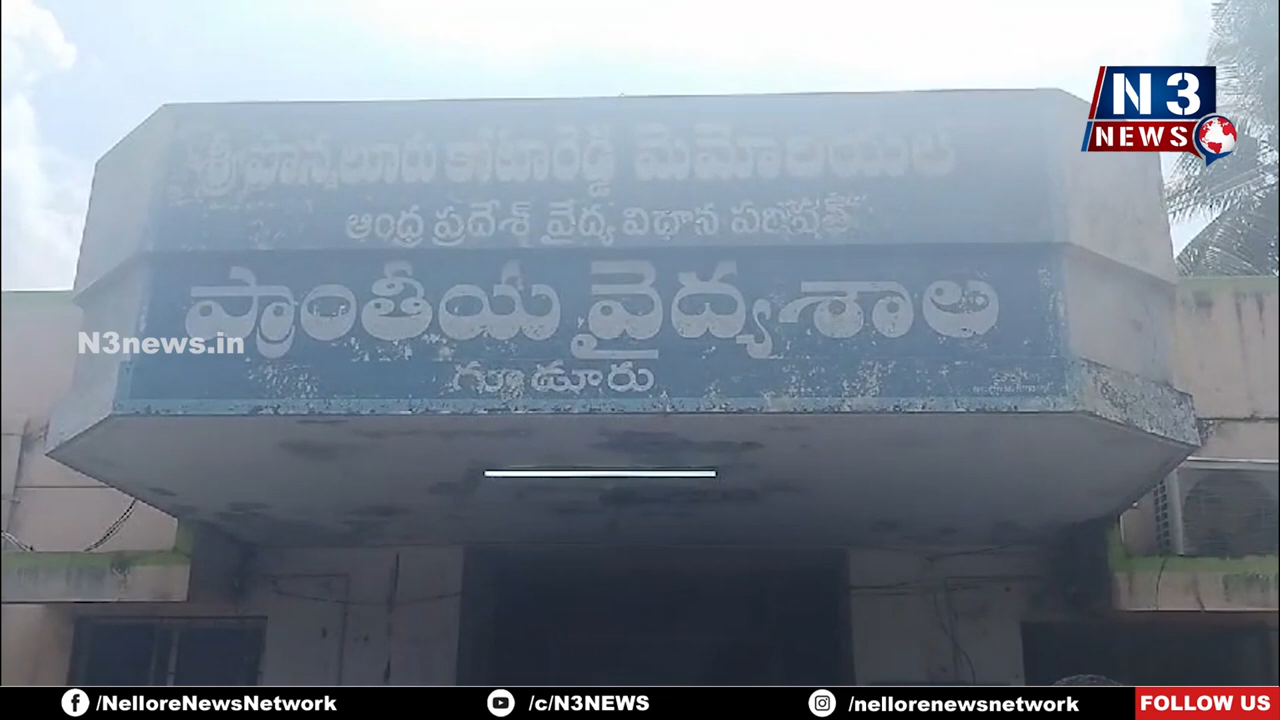 N3
NEWS
శ్రీ పొన్నలూరు కోటారెడ్డి మెమోరియల్
ఆంధ్ర ప్రదేశ్ వైద్య విధాన పరిషత్
ప్రాంతీయ వైద్యశాల
N3news.in
గూడూరు
/NelloreNewsNetwork
/c/N3NEWS
/nellorenewsnetwork
FOLLOW US